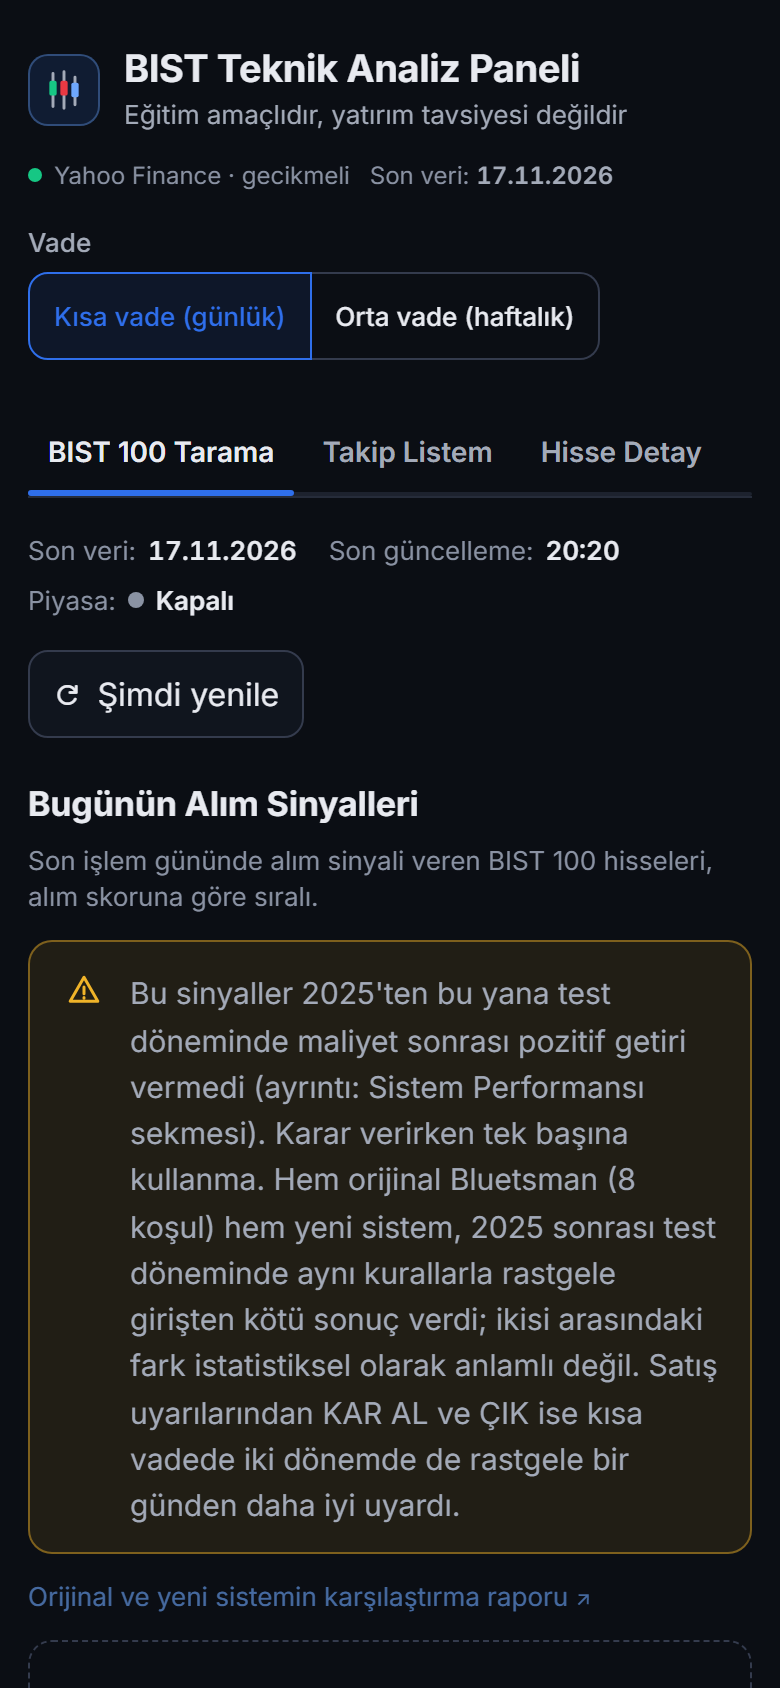 BIST Teknik Analiz Paneli
Eğitim amaçlıdır, yatırım tavsiyesi değildir
Yahoo Finance · gecikmeli Son veri: 17.11.2026
Vade
Kısa vade (günlük) Orta vade (haftalık)
BIST 100 Tarama Takip Listem Hisse Detay
Son veri: 17.11.2026 Son güncelleme: 20:20
Piyasa: Kapalı
Şimdi yenile
Bugünün Alım Sinyalleri
Son işlem gününde alım sinyali veren BIST 100 hisseleri,
alım skoruna göre sıralı.
Bu sinyaller 2025'ten bu yana test
döneminde maliyet sonrası pozitif getiri
vermedi (ayrıntı: Sistem Performansı
sekmesi). Karar verirken tek başına
kullanma. Hem orijinal Bluetsman (8
koşul) hem yeni sistem, 2025 sonrası test
döneminde aynı kurallarla rastgele
girişten kötü sonuç verdi; ikisi arasındaki
fark istatistiksel olarak anlamlı değil. Satış
uyarılarından KAR AL ve ÇIK ise kısa
vadede iki dönemde de rastgele bir
günden daha iyi uyardı.
Orijinal ve yeni sistemin karşılaştırma raporu ↗